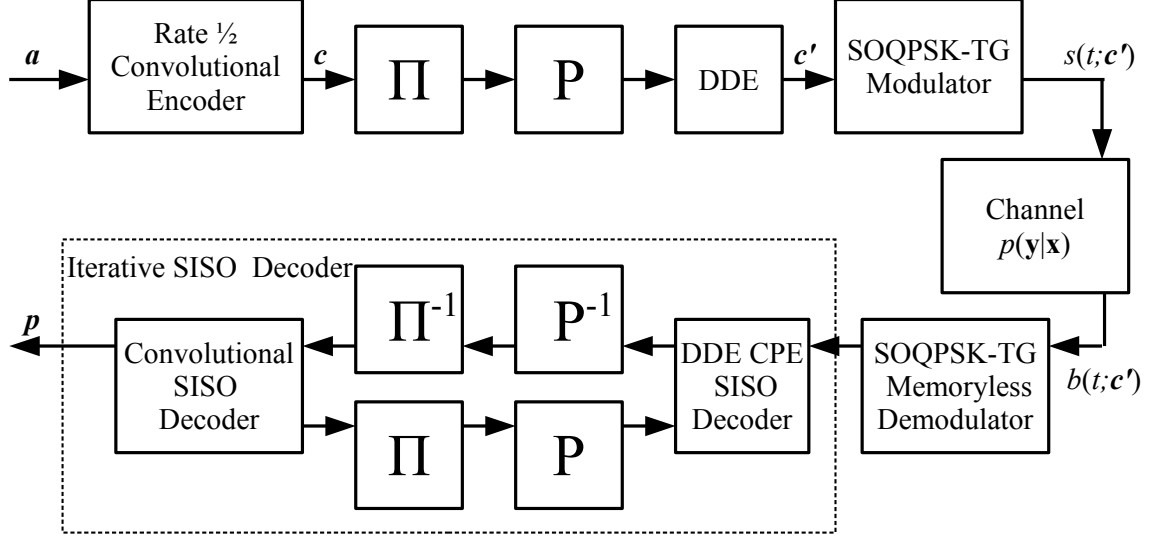 a
Rate ½
Convolutional
Encoder
c
Π
P
DDE
c'
SOQPSK-TG
Modulator
s(t;c')
Channel
p(y|x)
b(t;c')
SOQPSK-TG
Memoryless
Demodulator
Iterative SISO Decoder
DDE CPE
SISO
Decoder
P-1
Π-1
Convolutional
SISO
Decoder
p
Π
P